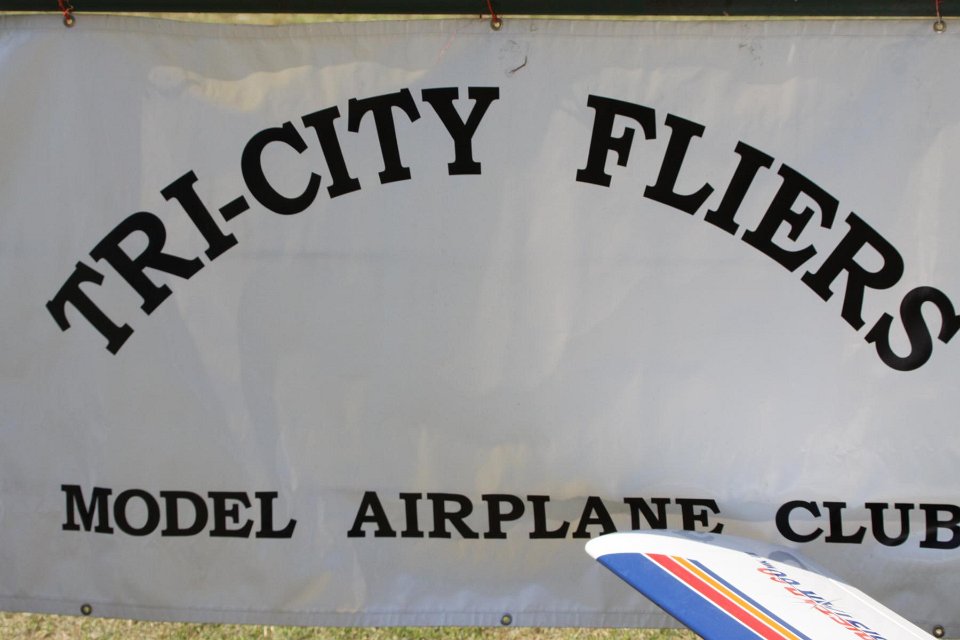 TRI-CITY FLIERS
MODEL AIRPLANE CLUB